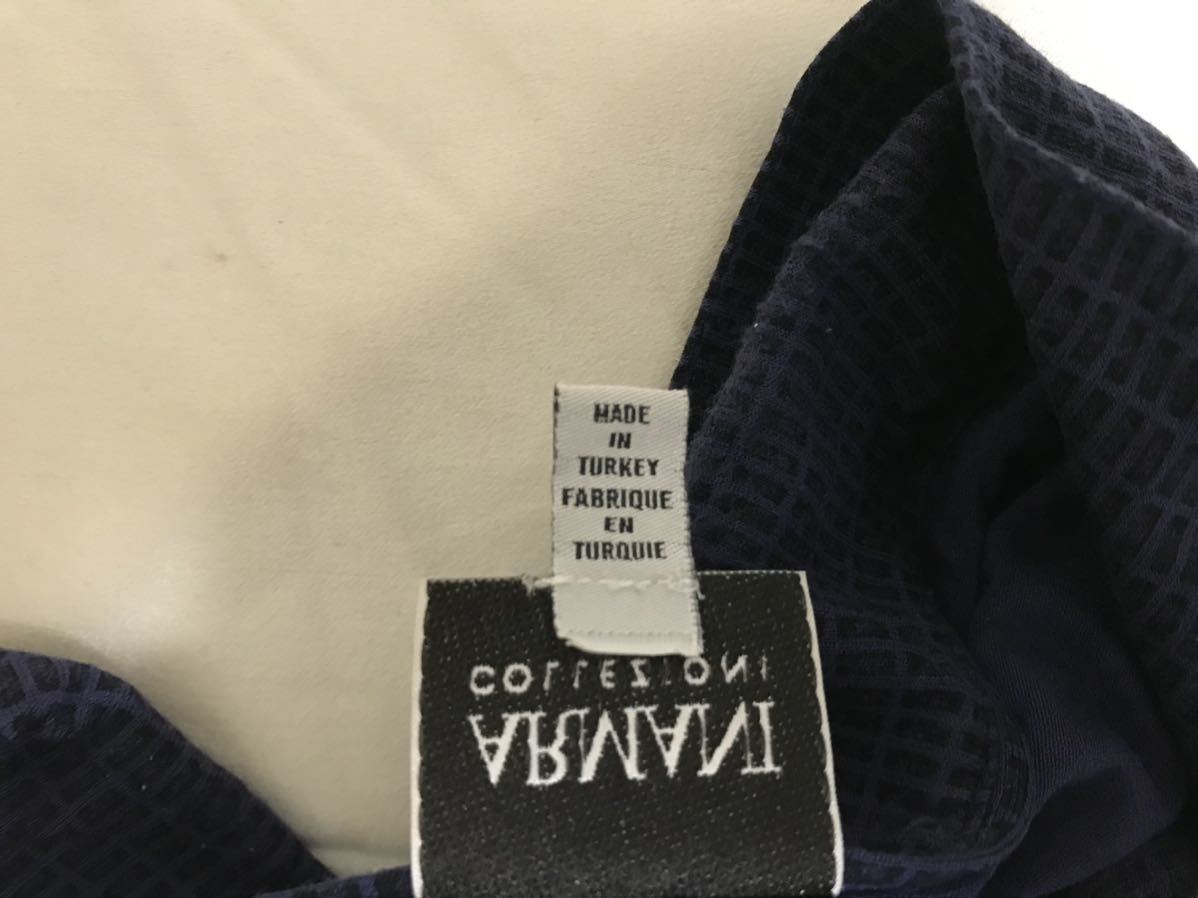 MADE
IN
TURKEY
FABRIQUE
EN
TURQUIE
COLLEZIONI
ARMANI